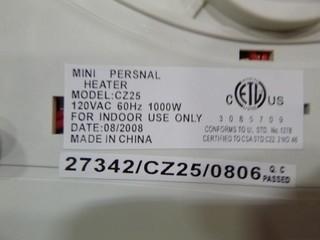 MINI PERSNAL
HEATER
MODEL:CZ25
120VAC 60Hz 1000W
FOR INDOOR USE ONLY
DATE:08/2008
MADE IN CHINA
C ETL US
3085709
CONFORMS TO U. STD. No 1278
CERTIFIED TO CSA STD C22. 2 NO 46
27342/CZ25/0806
Q.C
PASSED